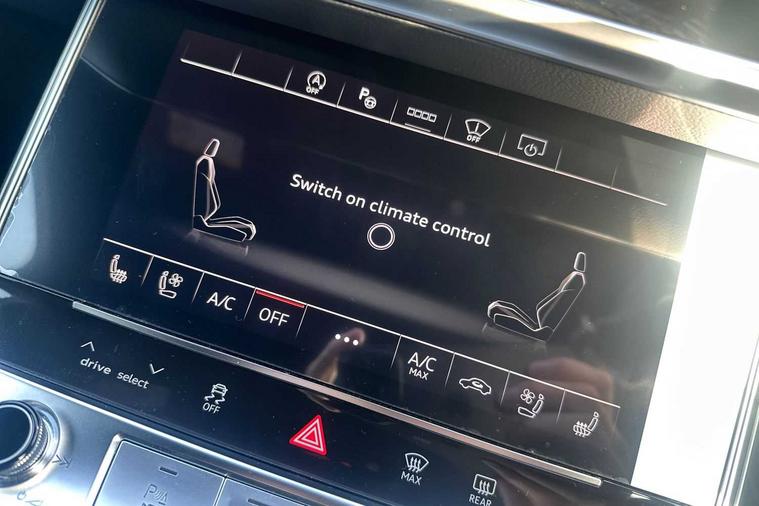 A
OFF
P
OFF
Switch on climate control
A/C
OFF
A/C
MAX
drive select
OFF
MAX
REAR
P